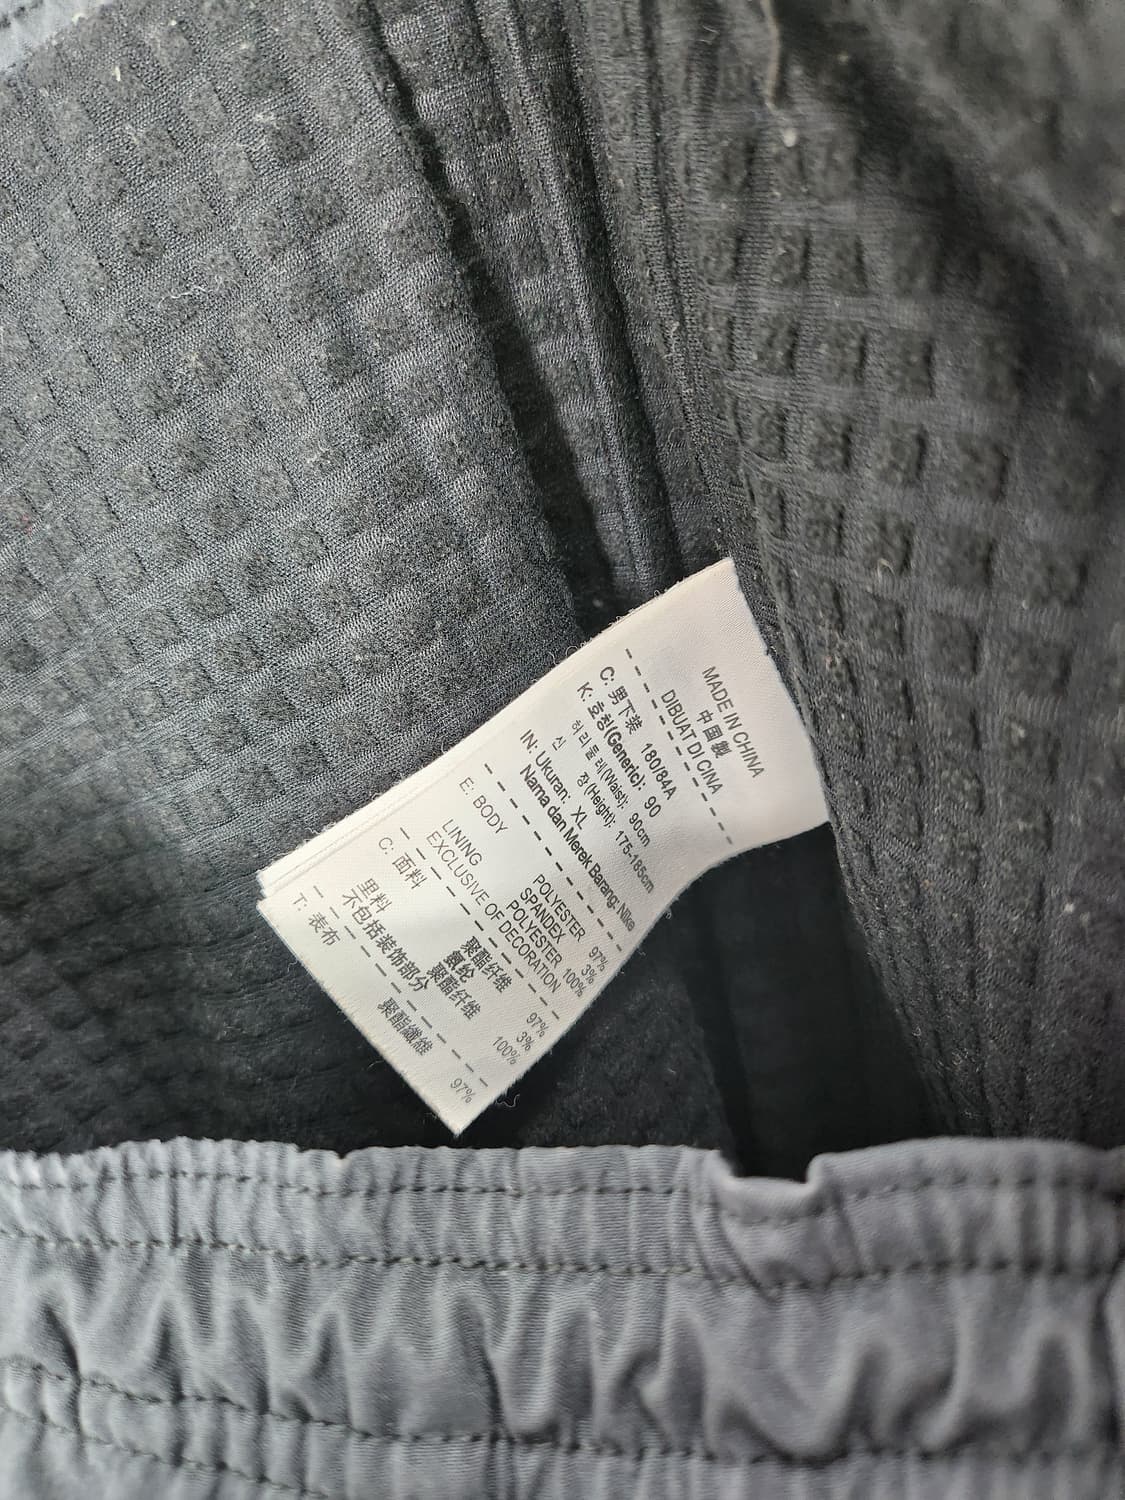 MADE IN CHINA
中国製
DIBUAT DI CINA
C: 男下装 180/84A
K: 호칭(Generic): 90
허리둘레(Waist): 90cm
신 장(Height): 175-185cm
IN: Ukuran: XL
Nama dan Merek Barang: Nike
E: BODY POLYESTER 97%
SPANDEX 3%
LINING POLYESTER 100%
EXCLUSIVE OF DECORATION
C: 面料 聚酯纤维 97%
氨纶 3%
里料 聚酯纤维 100%
不包括装饰部分
T: 表布 聚酯纖維 97%